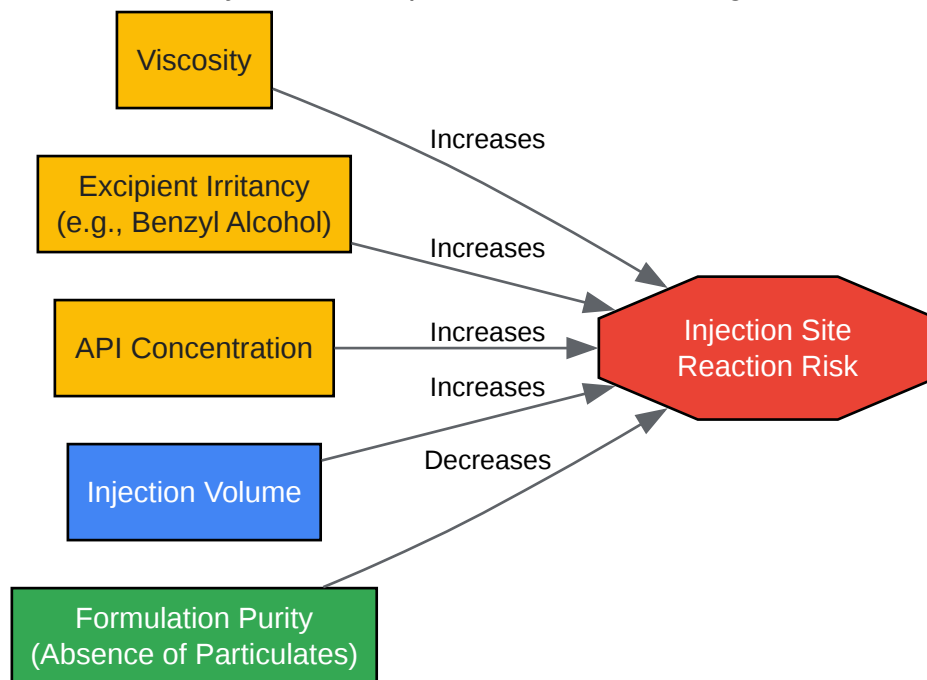 Viscosity
Increases
Excipient Irritancy
(e.g., Benzyl Alcohol)
Increases
API Concentration
Increases
Injection Site
Reaction Risk
Increases
Injection Volume
Decreases
Formulation Purity
(Absence of Particulates)